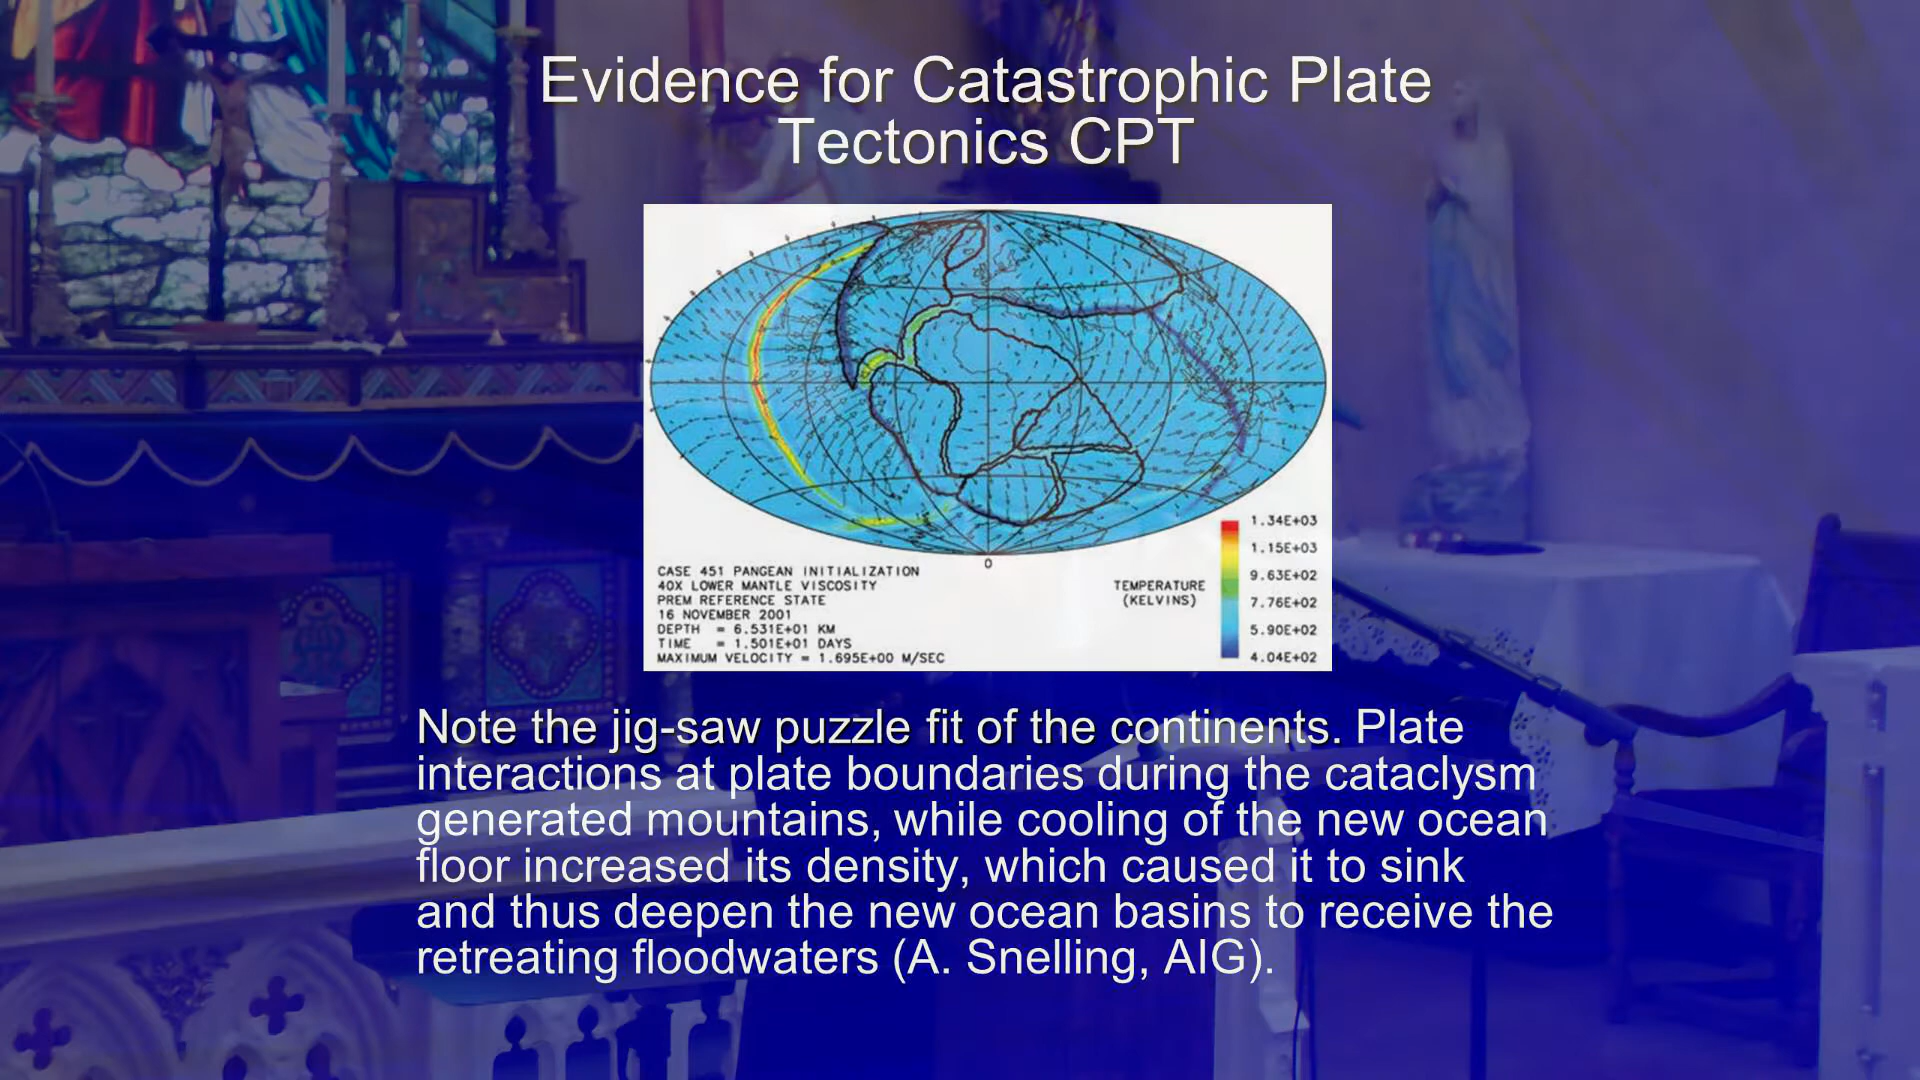 Evidence for Catastrophic Plate
Tectonics CPT
0
CASE 451 PANGEAN INITIALIZATION
40X LOWER MANTLE VISCOSITY
PREM REFERENCE STATE
16 NOVEMBER 2001
DEPTH = 6.531E+01 KM
TIME = 1.501E+01 DAYS
MAXIMUM VELOCITY = 1.695E+00 M/SEC
TEMPERATURE
(KELVINS)
1.34E+03
1.15E+03
9.63E+02
7.76E+02
5.90E+02
4.04E+02
Note the jig-saw puzzle fit of the continents. Plate
interactions at plate boundaries during the cataclysm
generated mountains, while cooling of the new ocean
floor increased its density, which caused it to sink
and thus deepen the new ocean basins to receive the
retreating floodwaters (A. Snelling, AIG).